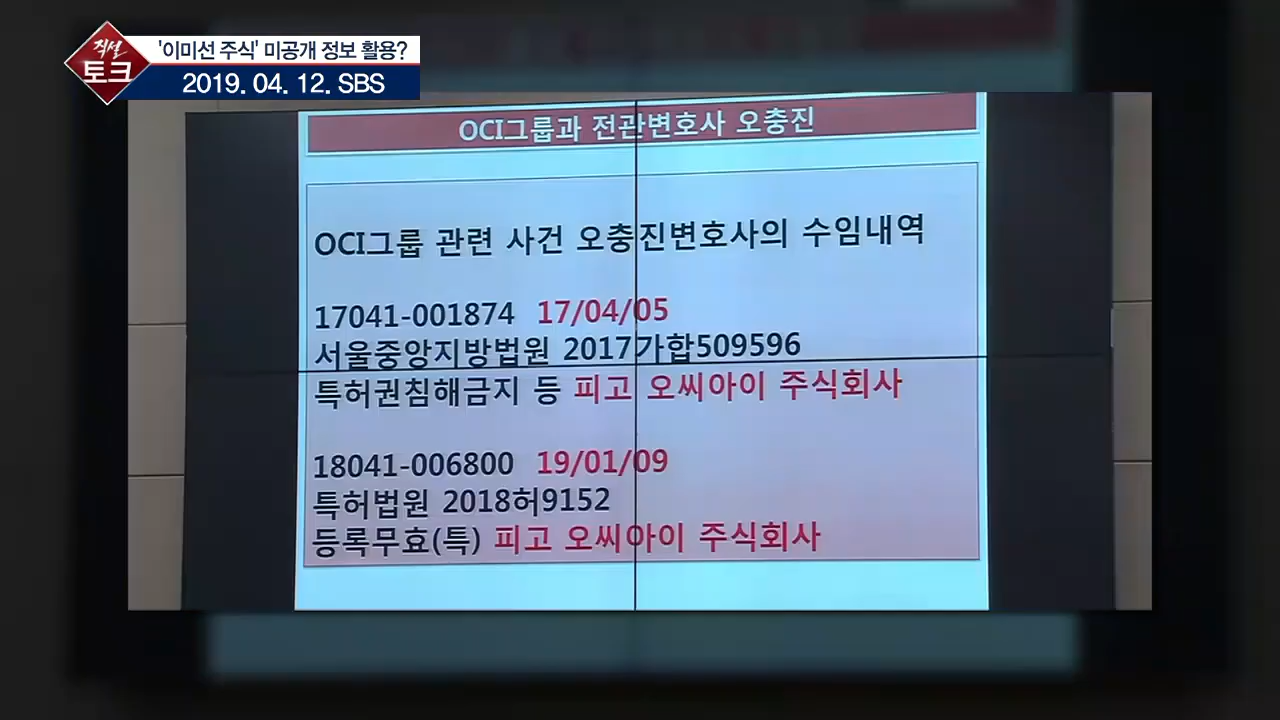 직설
토크
'이미선 주식' 미공개 정보 활용?
2019. 04. 12. SBS
OCI그룹과 전관변호사 오충진
OCI그룹 관련 사건 오충진변호사의 수임내역
17041-001874 17/04/05
서울중앙지방법원 2017가합509596
특허권침해금지 등 피고 오씨아이 주식회사
18041-006800 19/01/09
특허법원 2018허9152
등록무효(특) 피고 오씨아이 주식회사